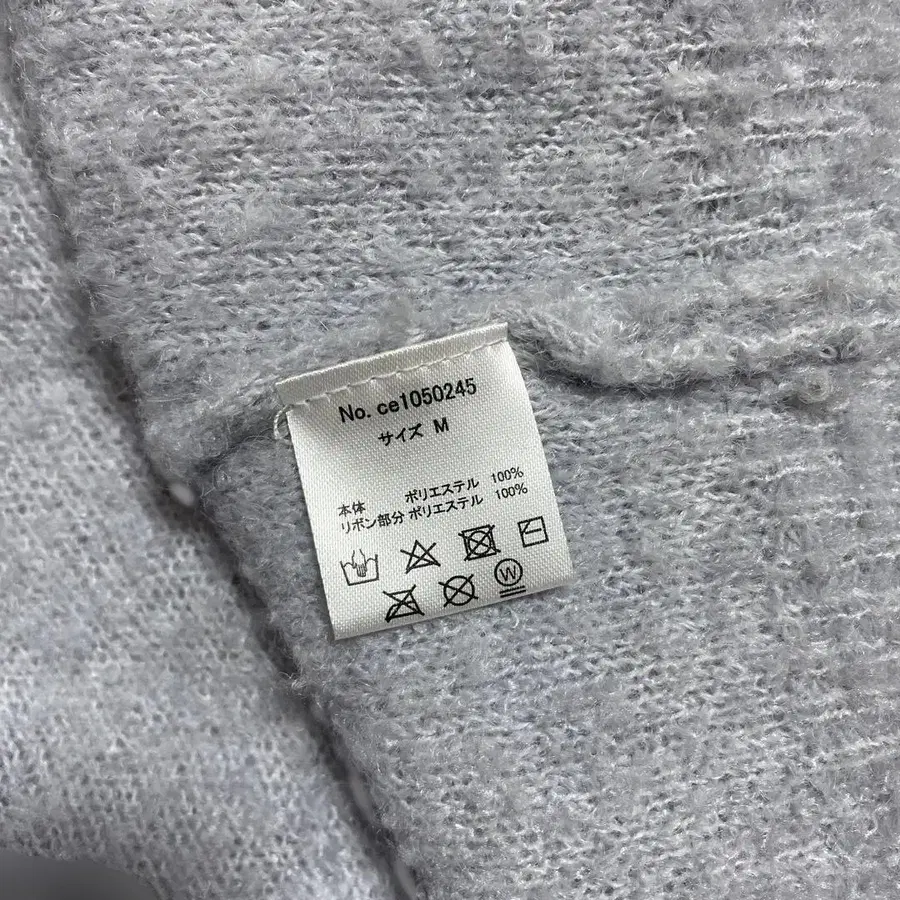 No. ce1050245
サイズ M
本体 ポリエステル 100%
リボン部分 ポリエステル 100%
W